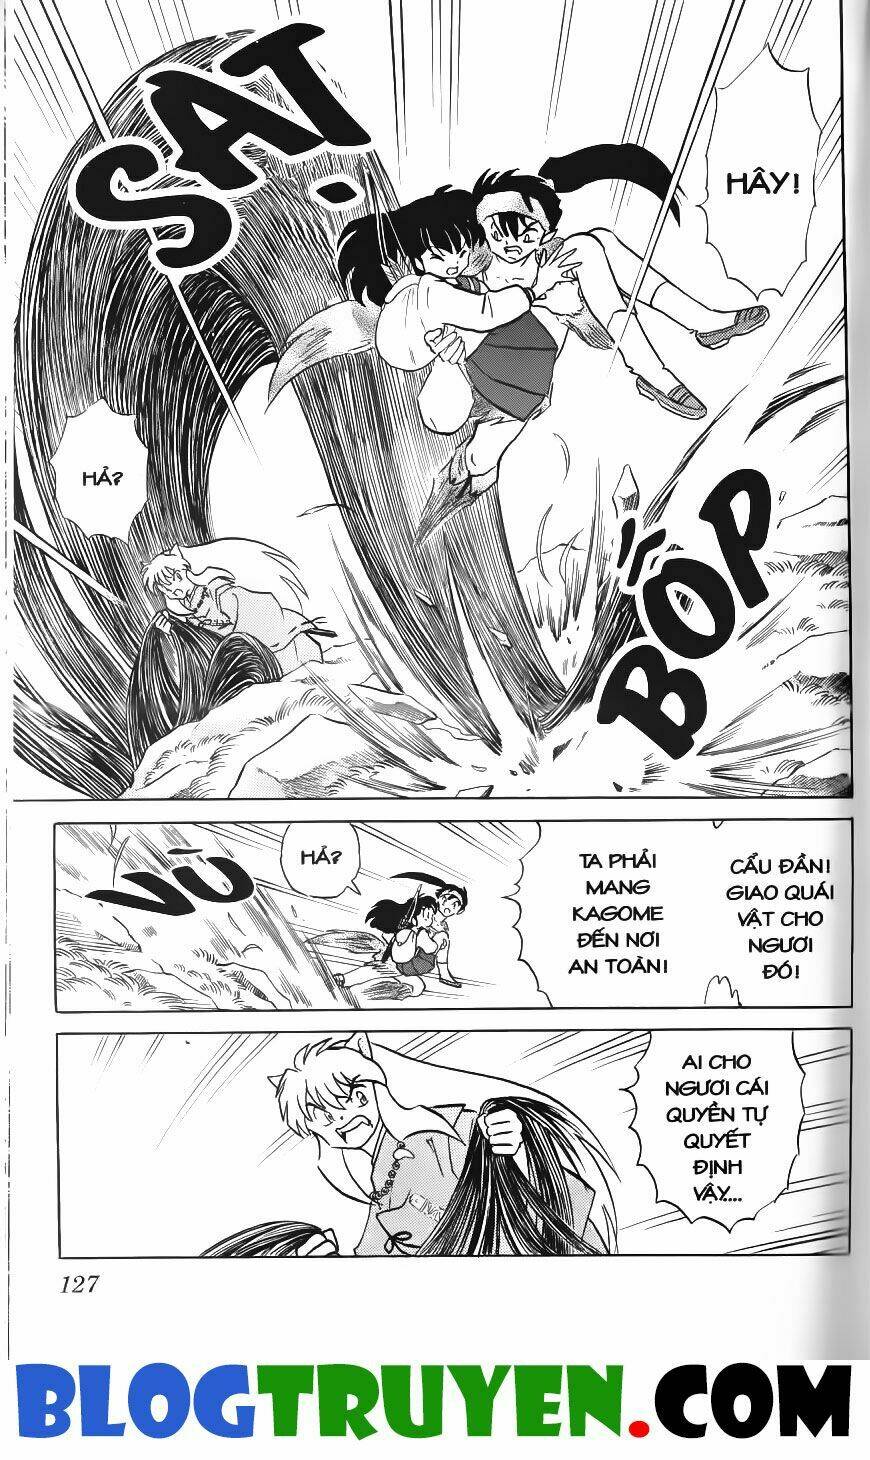 SẠT
HÂY!
HẢ?
BỐP
CẨU ĐẦN!
GIAO QUÁI
VẬT CHO
NGƯƠI
ĐÓ!
TA PHẢI
MANG
KAGOME
ĐẾN NƠI
AN TOÀN!
HẢ?
VÙ
AI CHO
NGƯƠI CÁI
QUYỀN TỰ
QUYẾT
ĐỊNH
VẬY....
127
BLOGTRUYEN.COM